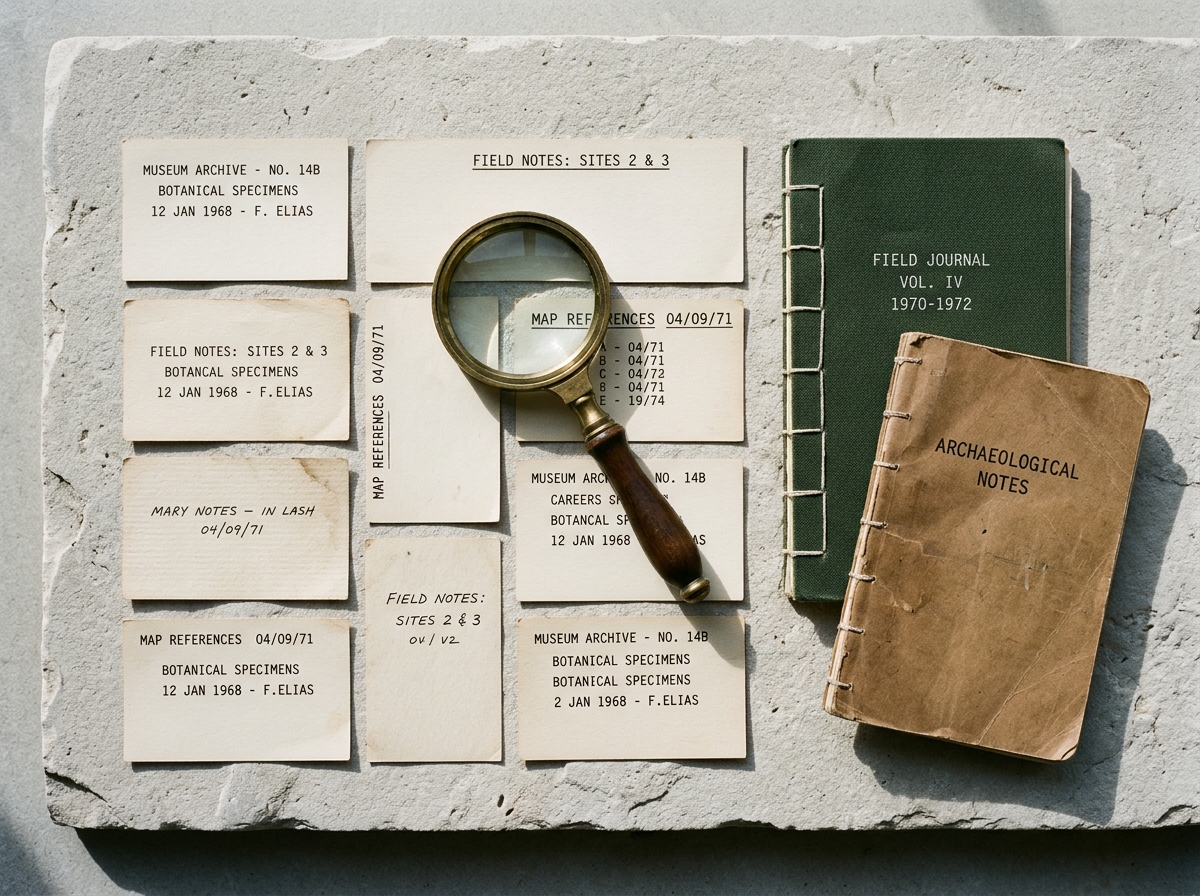 MUSEUM ARCHIVE - NO. 14B
BOTANICAL SPECIMENS
12 JAN 1968 - F. ELIAS
FIELD NOTES: SITES 2 & 3
BOTANCAL SPECIMENS
12 JAN 1968 - F.ELIAS
MARY NOTES – IN LASH
04/09/71
MAP REFERENCES 04/09/71
BOTANICAL SPECIMENS
12 JAN 1968 - F.ELIAS
FIELD NOTES: SITES 2 & 3
MAP REFERENCES 04/09/71
FIELD NOTES:
SITES 2 & 3
MAP REFERENCES 04/09/71
A - 04/71
B - 04/71
C - 04/72
B - 04/71
E - 19/74
MUSEUM NO. 14B
CAREERS
BOTANCAL
12 JAN 1968
MUSEUM ARCHIVE - NO. 14B
BOTANICAL SPECIMENS
BOTANICAL SPECIMENS
2 JAN 1968 - F.ELIAS
FIELD JOURNAL
VOL. IV
1970-1972
ARCHAEOLOGICAL
NOTES